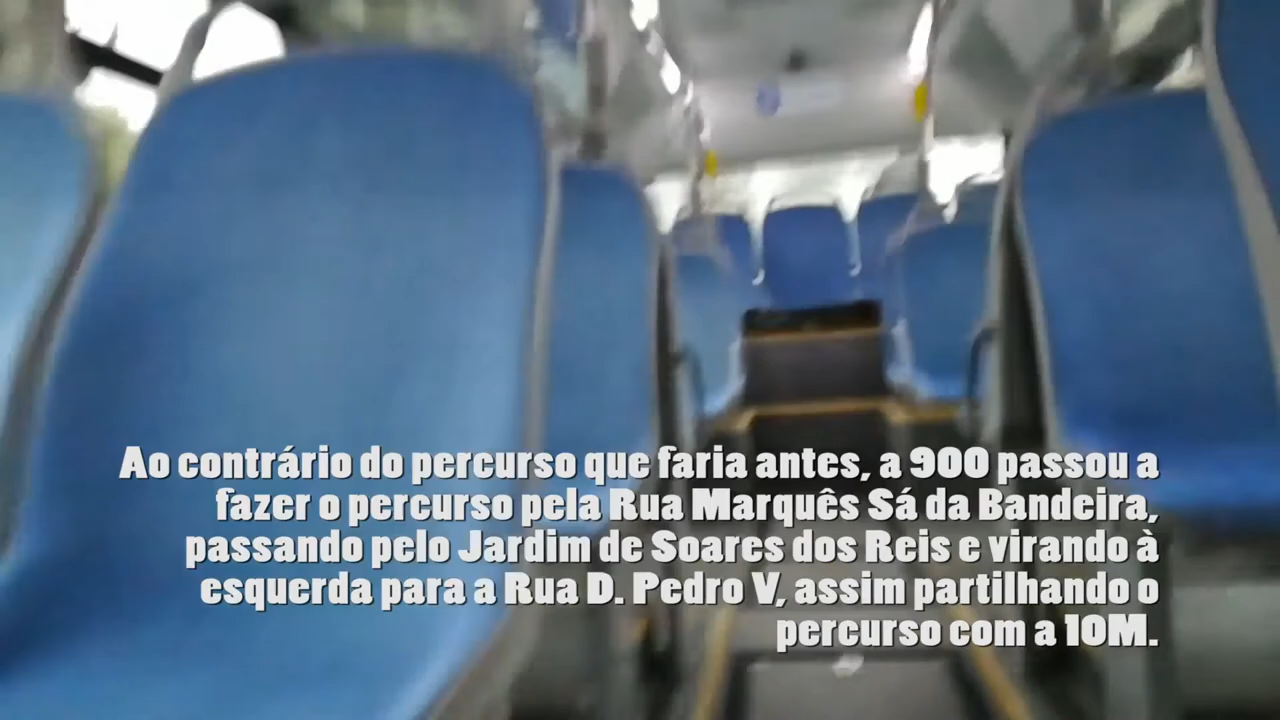 Ao contrário do percurso que faria antes, a 900 passou a
fazer o percurso pela Rua Marquês Sá da Bandeira,
passando pelo Jardim de Soares dos Reis e virando à
esquerda para a Rua D. Pedro V, assim partilhando o
percurso com a 10M.